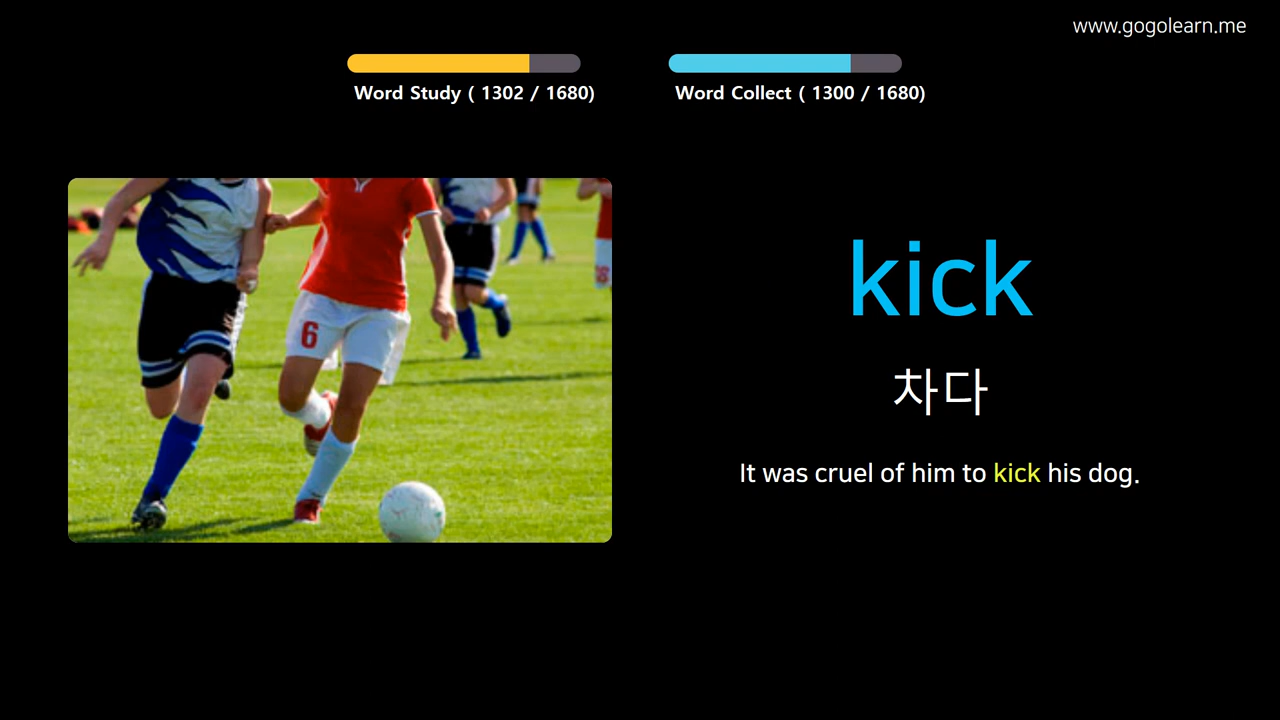 www.gogolearn.me
Word Study ( 1302 / 1680)
Word Collect ( 1300 / 1680)
6
kick
차다
It was cruel of him to kick his dog.